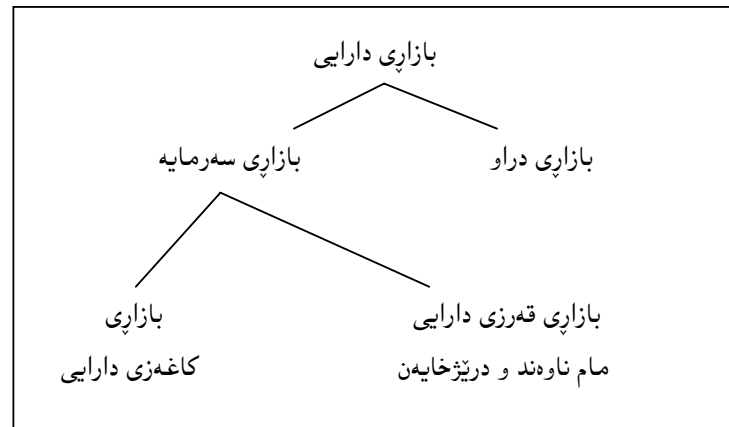 بازاڕی دارایی
بازاڕی دراو
بازاڕی سەرمایە
بازاڕی قەرزی دارایی
مام ناوەند و درێژخایەن
بازاڕی
کاغەزی دارایی